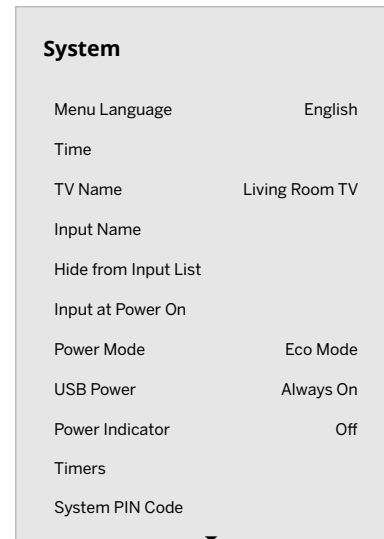 System
Menu Language English
Time
TV Name Living Room TV
Input Name
Hide from Input List
Input at Power On
Power Mode Eco Mode
USB Power Always On
Power Indicator Off
Timers
System PIN Code